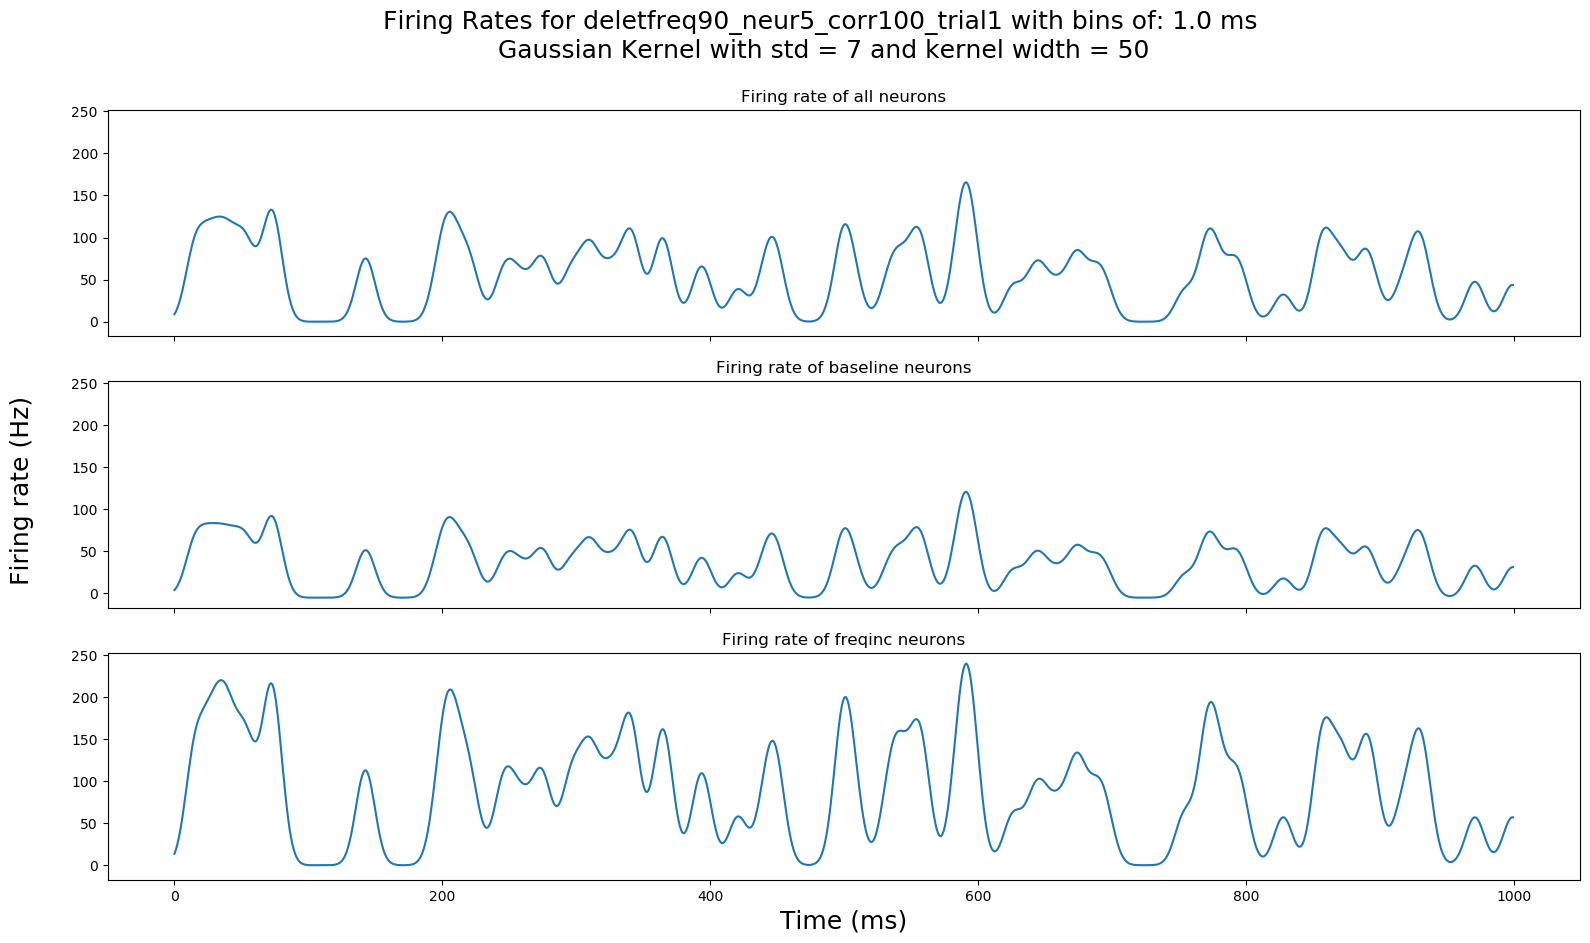 Firing Rates for deletfreq90_neur5_corr100_trial1 with bins of: 1.0 ms
Gaussian Kernel with std = 7 and kernel width = 50
Firing rate of all neurons
250
200
150
100
50
0
Firing rate of baseline neurons
250
200
150
100
50
0
Firing rate (Hz)
Firing rate of freqinc neurons
250
200
150
100
50
0
0 200 400 600 800 1000
Time (ms)